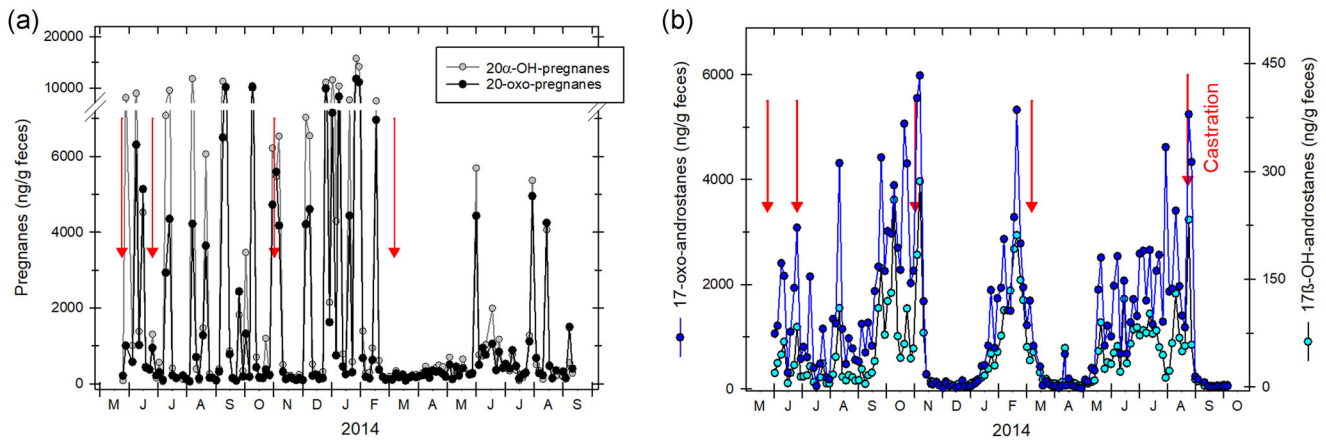 (a)
20000
10000
6000
4000
2000
0
Pregnanes (ng/g feces)
20α-OH-pregnanes
20-oxo-pregnanes
M J J A S O N D J F M A M J J A S
2014
(b)
6000
4000
2000
0
17-oxo-androstanes (ng/g feces)
Castration
450
300
150
0
17ß-OH-androstanes (ng/g feces)
M J J A S O N D J F M A M J J A S O
2014